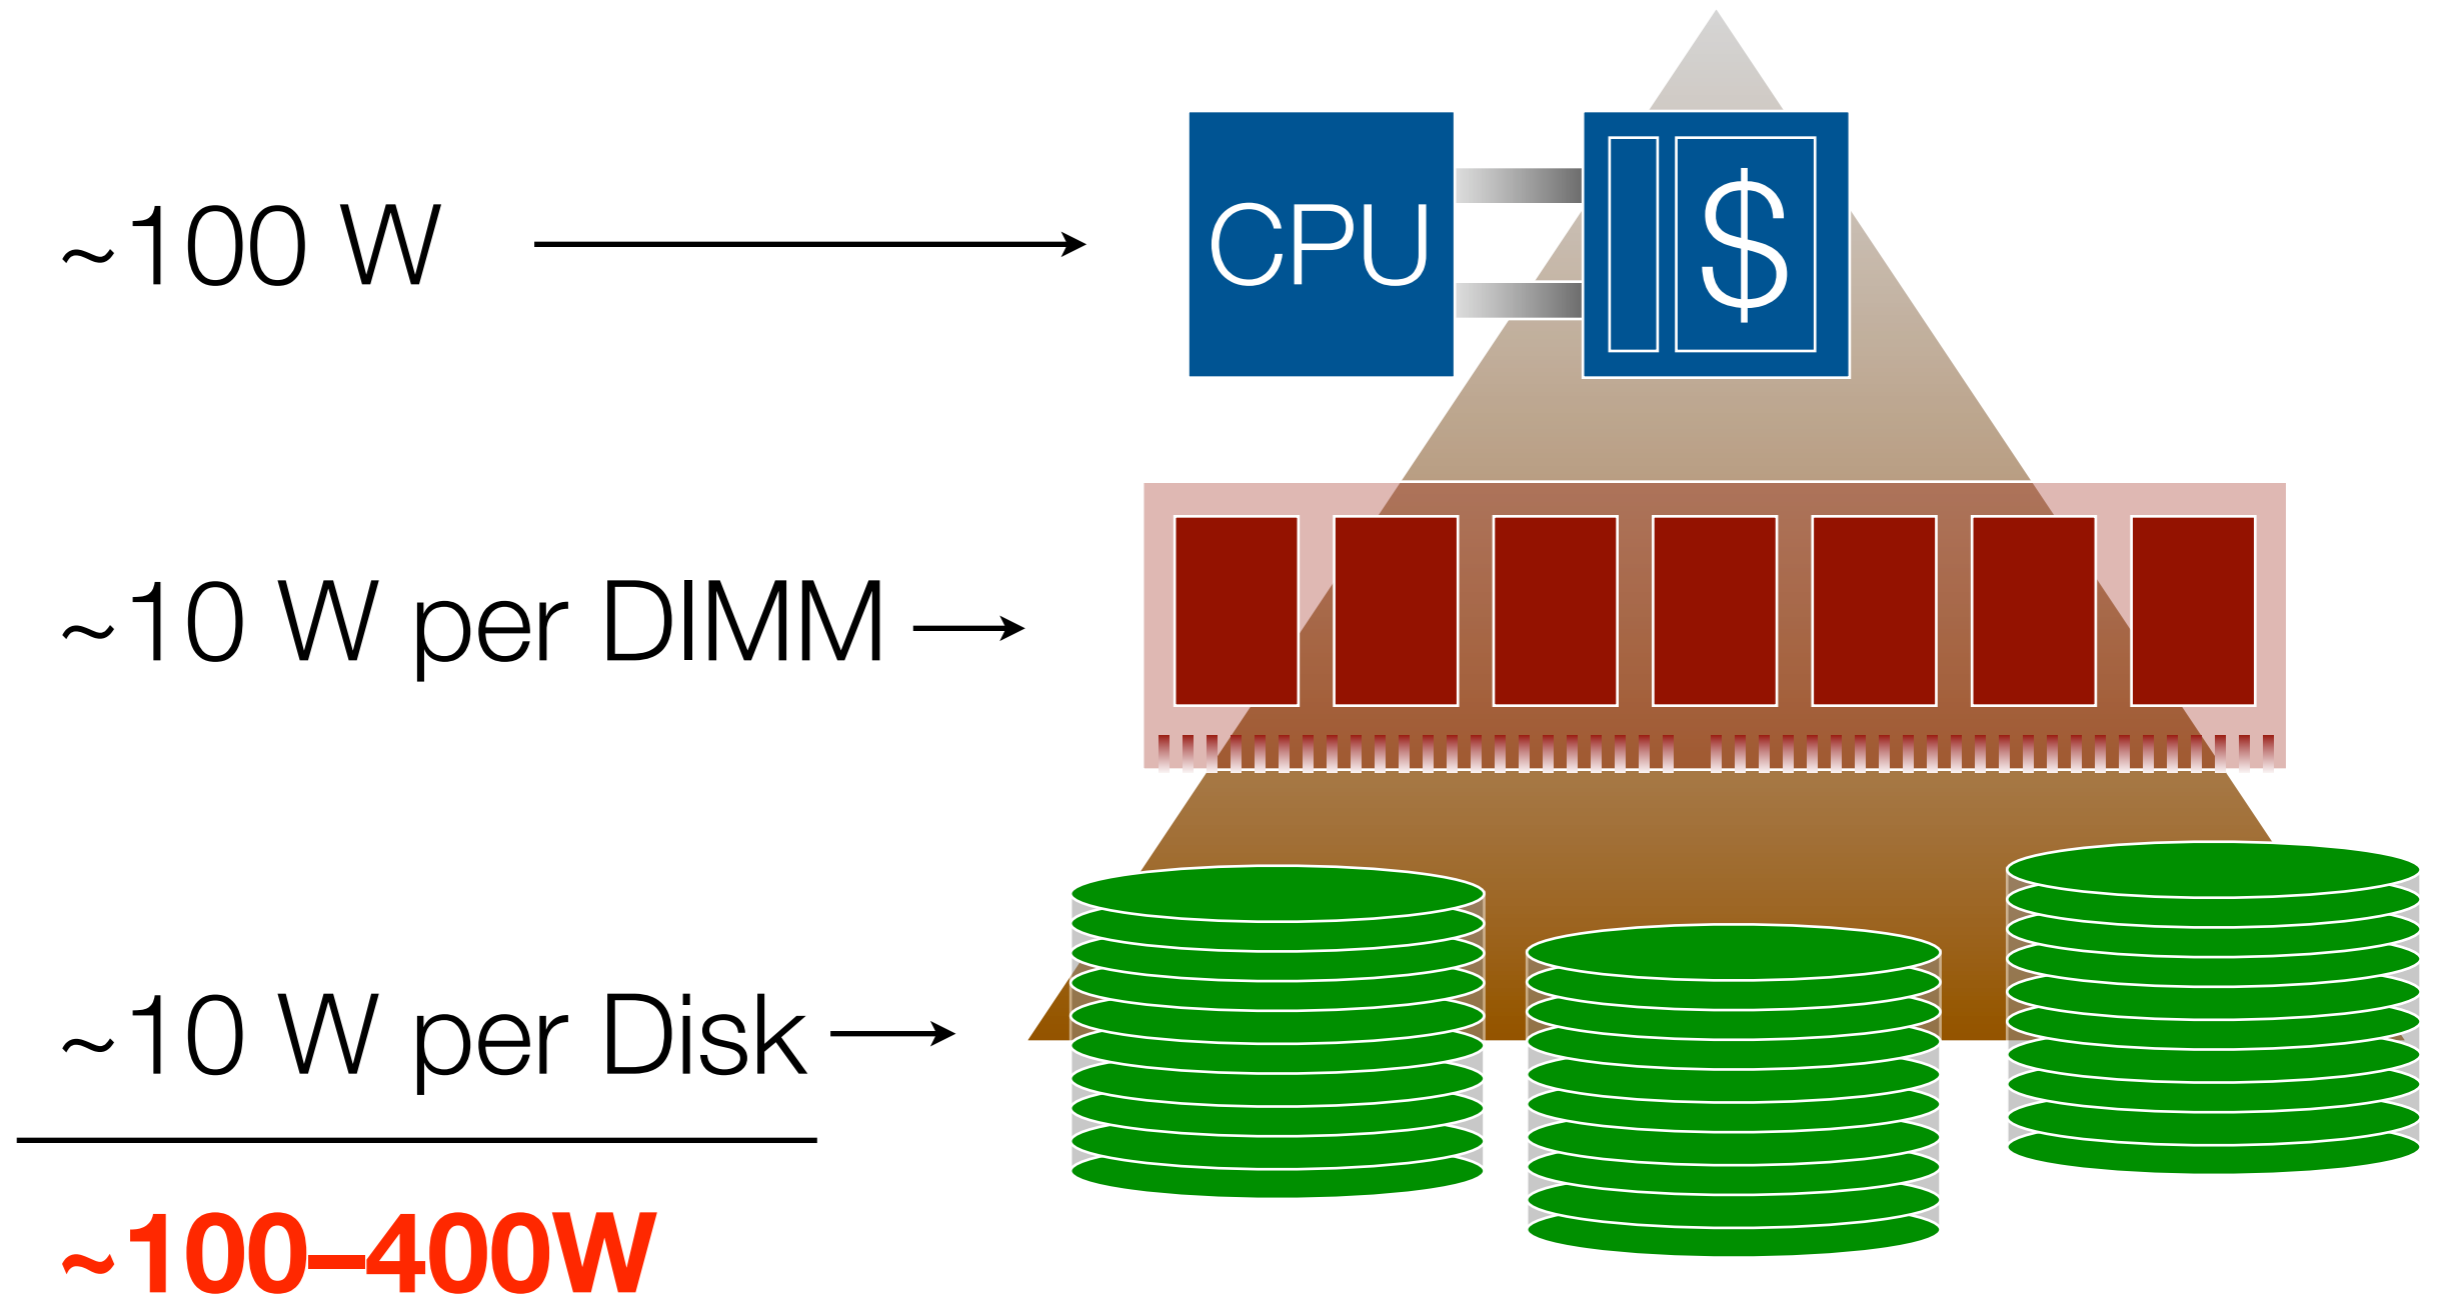 ~100 W
CPU
$
~10 W per DIMM
~10 W per Disk
~100–400W